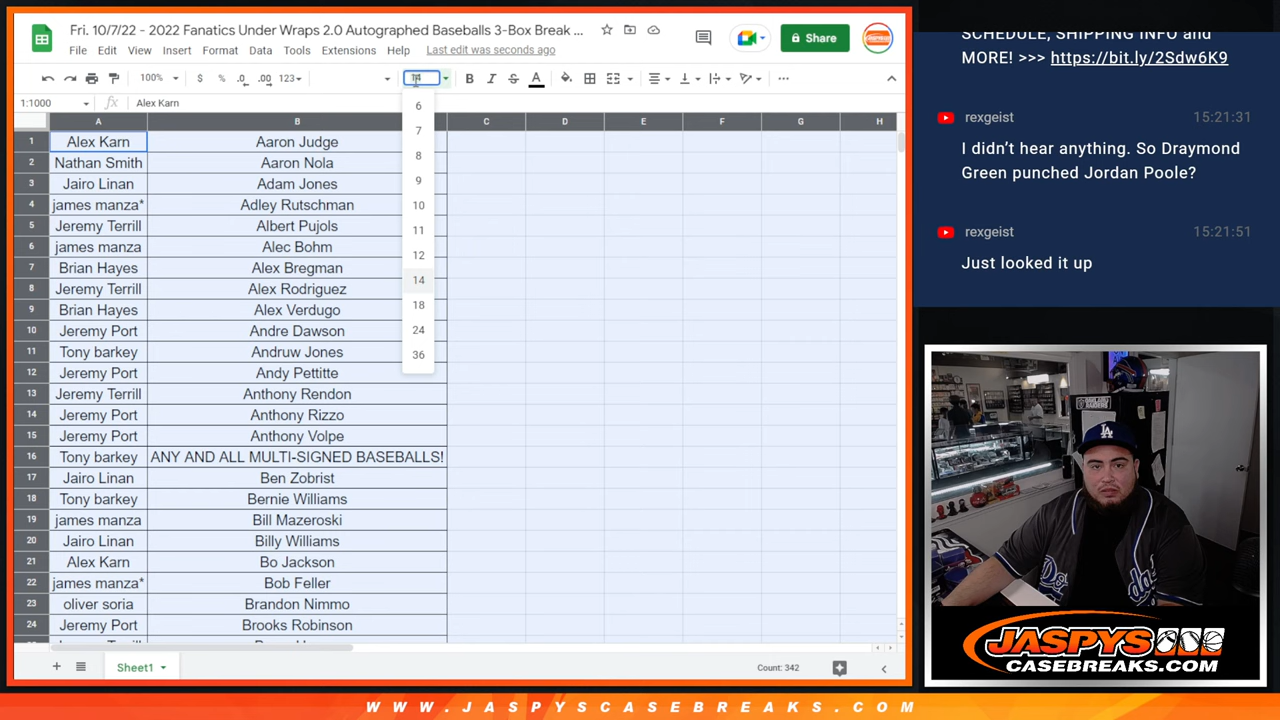 Fri. 10/7/22 - 2022 Fanatics Under Wraps 2.0 Autographed Baseballs 3-Box Break ...
Share
File Edit View Format Data Tools Extensions Help Last edit was seconds ago
100% $ % .0 .00 123 B I S A
1:1000 fx Alex Karn
A B C D E F G H
1 Alex Karn Aaron Judge
2 Nathan Smith Aaron Nola
3 Jairo Linan Adam Jones
4 james manza* Adley Rutschman
5 Jeremy Terrill Albert Pujols
6 james manza Alec Bohm
7 Brian Hayes Alex Bregman
8 Jeremy Terrill Alex Rodriguez
9 Brian Hayes Alex Verdugo
10 Jeremy Port Andre Dawson
11 Tony barkey Andruw Jones
12 Jeremy Port Andy Pettitte
13 Jeremy Terrill Anthony Rendon
14 Jeremy Port Anthony Rizzo
15 Jeremy Port Anthony Volpe
16 Tony barkey ANY AND ALL MULTI-SIGNED BASEBALLS!
17 Jairo Linan Ben Zobrist
18 Tony barkey Bernie Williams
19 james manza Bill Mazeroski
20 Jairo Linan Billy Williams
21 Alex Karn Bo Jackson
22 james manza* Bob Feller
23 oliver soria Brandon Nimmo
24 Jeremy Port Brooks Robinson
6
7
8
9
10
11
12
14
18
24
36
Sheet1
Count: 342
SCHEDULE, SHIPPING INFO and
MORE! >>> https://bit.ly/2Sdw6K9
rexgeist 15:21:31
I didn’t hear anything. So Draymond
Green punched Jordan Poole?
rexgeist 15:21:51
Just looked it up
LA
JASPYS
CASEBREAKS.COM
WWW.JASPYSCASEBREAKS.COM